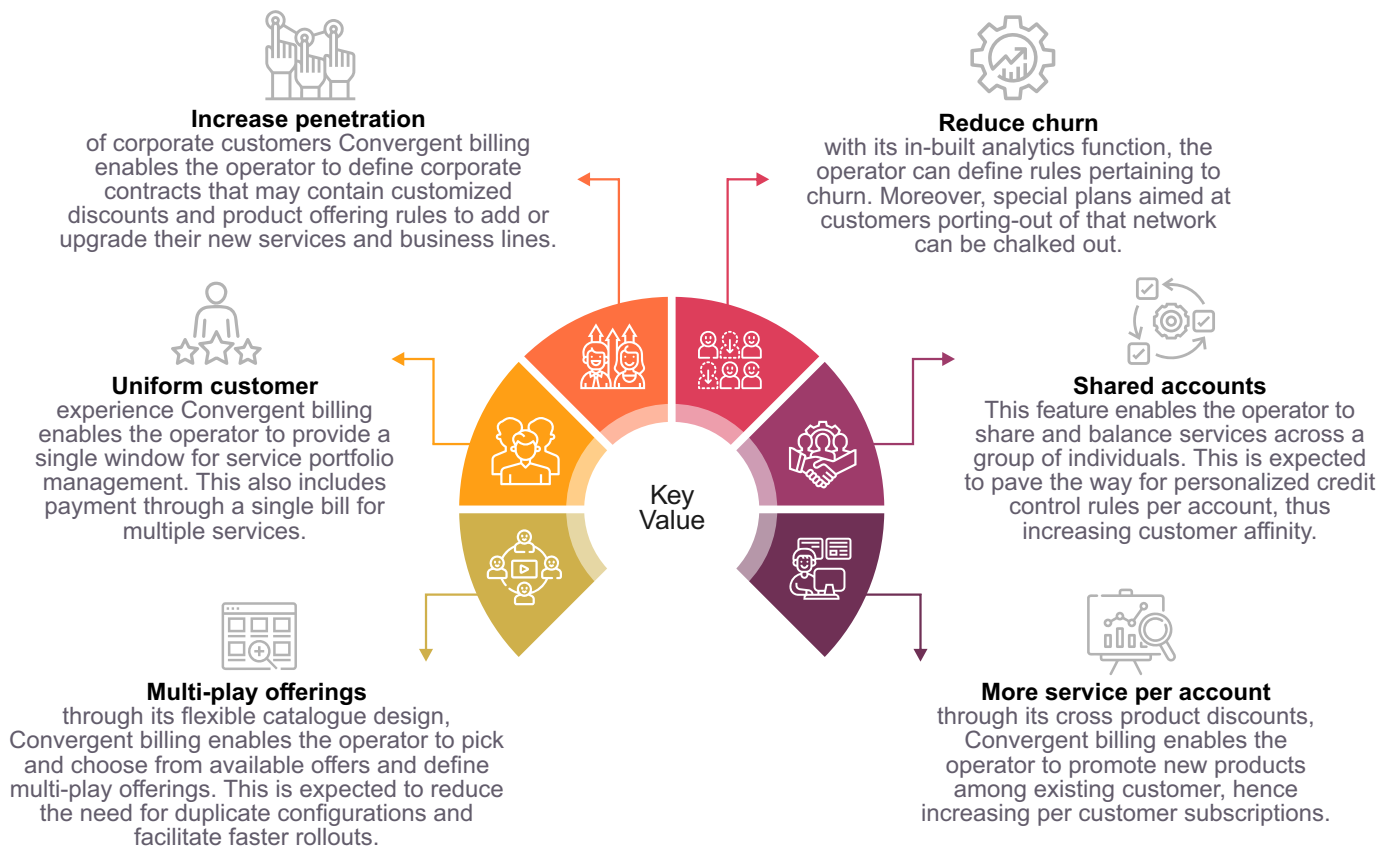 Increase penetration
of corporate customers Convergent billing
enables the operator to define corporate
contracts that may contain customized
discounts and product offering rules to add or
upgrade their new services and business lines.
Reduce churn
with its in-built analytics function, the
operator can define rules pertaining to
churn. Moreover, special plans aimed at
customers porting-out of that network
can be chalked out.
Uniform customer
experience Convergent billing
enables the operator to provide a
single window for service portfolio
management. This also includes
payment through a single bill for
multiple services.
Key
Value
Shared accounts
This feature enables the operator to
share and balance services across a
group of individuals. This is expected
to pave the way for personalized credit
control rules per account, thus
increasing customer affinity.
Multi-play offerings
through its flexible catalogue design,
Convergent billing enables the operator to pick
and choose from available offers and define
multi-play offerings. This is expected to reduce
the need for duplicate configurations and
facilitate faster rollouts.
More service per account
through its cross product discounts,
Convergent billing enables the
operator to promote new products
among existing customer, hence
increasing per customer subscriptions.